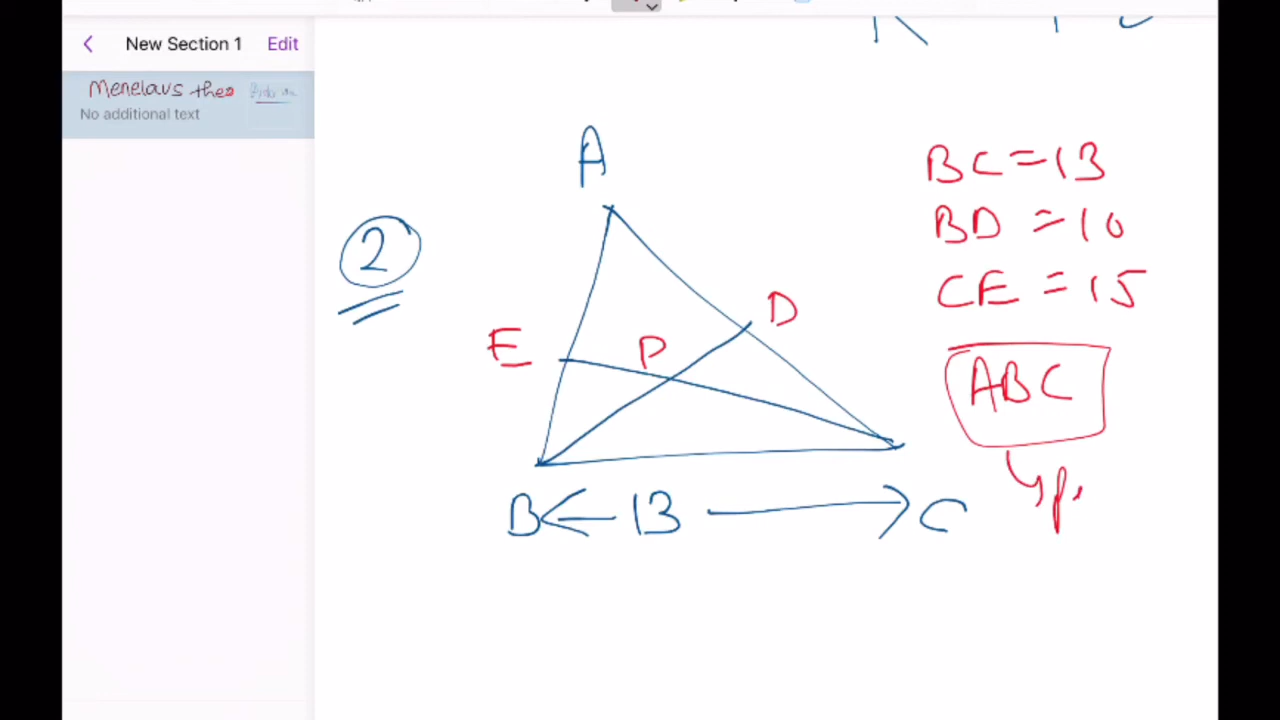 New Section 1 Edit
Menelaus theo
No additional text
A
BC=13
BD=10
2
CE=15
D
E
P
ABC
B 13 C